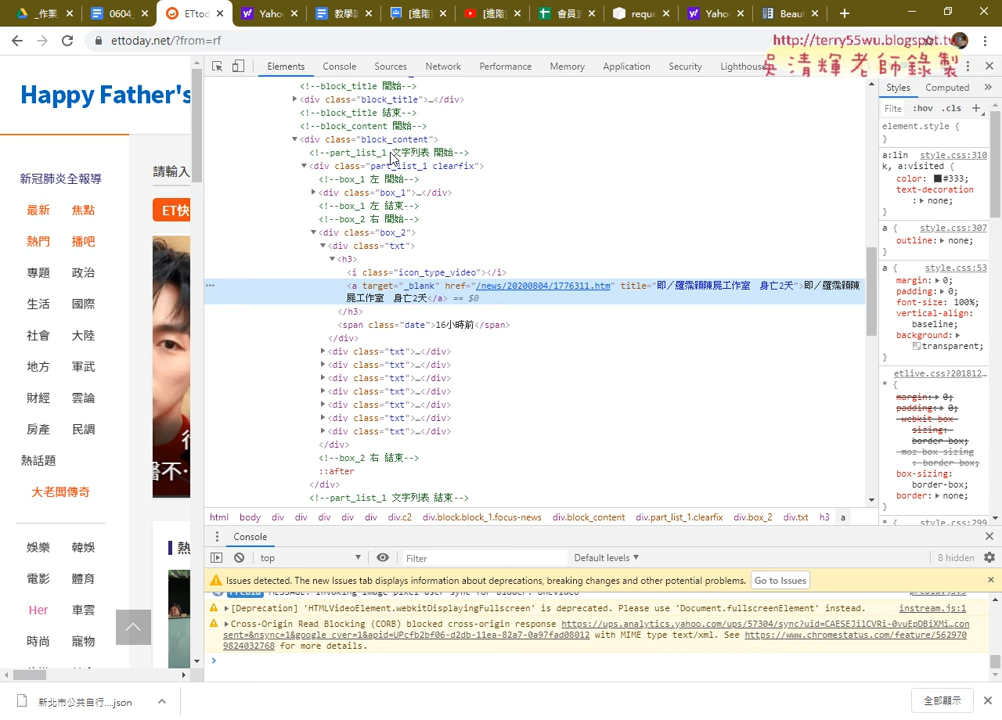 _作業
0604_
ETtod
Yaho
教學
[進階
[進階
會員
reque
Yaho
Beau
ettoday.net/?from=rf
http://terry55wu.blogspot.tw
吳清輝老師錄製
Happy Father's
新冠肺炎全報導
最新 焦點
熱門 播吧
專題 政治
生活 國際
社會 大陸
地方 軍武
財經 雲論
房產 民調
熱話題
大老闆傳奇
娛樂 韓娛
電影 體育
Her 車雲
時尚 寵物
請輸入
ET快
Elements Console Sources Network Performance Memory Application Security Lighthouse
<!--block_title 開始-->
<div class="block_title">…</div>
<!--block_title 結束-->
<!--block_content 開始-->
<div class="block_content">
<!--part_list_1 文字列表 開始-->
<div class="part_list_1 clearfix">
<!--box_1 左 開始-->
<div class="box_1">…</div>
<!--box_1 左 結束-->
<!--box_2 右 開始-->
<div class="box_2">
<div class="txt">
<h3>
<i class="icon_type_video"></i>
<a target="_blank" href="/news/20200804/1776311.htm" title="即／羅霈穎陳屍工作室　身亡2天">即／羅霈穎陳
屍工作室　身亡2天</a> == $0
</h3>
<span class="date">16小時前</span>
</div>
<div class="txt">…</div>
<div class="txt">…</div>
<div class="txt">…</div>
<div class="txt">…</div>
<div class="txt">…</div>
<div class="txt">…</div>
<div class="txt">…</div>
</div>
<!--box_2 右 結束-->
::after
</div>
<!--part_list_1 文字列表 結束-->
html body div div div div div div.c2 div.block.block_1.focus-news div.block_content div.part_list_1.clearfix div.box_2 div.txt h3 a
Styles Computed »
Filte :hov .cls +
element.style {
}
a:lin style.css:310
k, a:visited {
color: #333;
text-decoration
: none;
}
a { style.css:307
outline: none;
}
a { style.css:53
margin: 0;
padding: 0;
font-size: 100%;
vertical-align:
baseline;
background:
transparent;
}
etlive.css?201812…
* {
margin: 0;
padding: 0;
-webkit-box-
sizing:
border-box;
-moz-box-sizing
: border-box;
box-sizing:
border-box;
border: none;
}
* { style.css:299
Console
top
Filter
Default levels ▼
8 hidden
Issues detected. The new Issues tab displays information about deprecations, breaking changes and other potential problems. Go to Issues
[Deprecation] 'HTMLVideoElement.webkitDisplayingFullscreen' is deprecated. Please use 'Document.fullscreenElement' instead. instream.js:1
Cross-Origin Read Blocking (CORB) blocked cross-origin response https://ups.analytics.yahoo.com/ups/57304/sync?uid=CAESEJilCVRi-0vuEpDBiXMi…con
sent=&nsync=1&google_cver=1&apid=UPcfb2bf06-d2db-11ea-82a7-0a97fad08012 with MIME type text/xml. See https://www.chromestatus.com/feature/562970
9824032768 for more details.
新北市公共自行....json
全部顯示